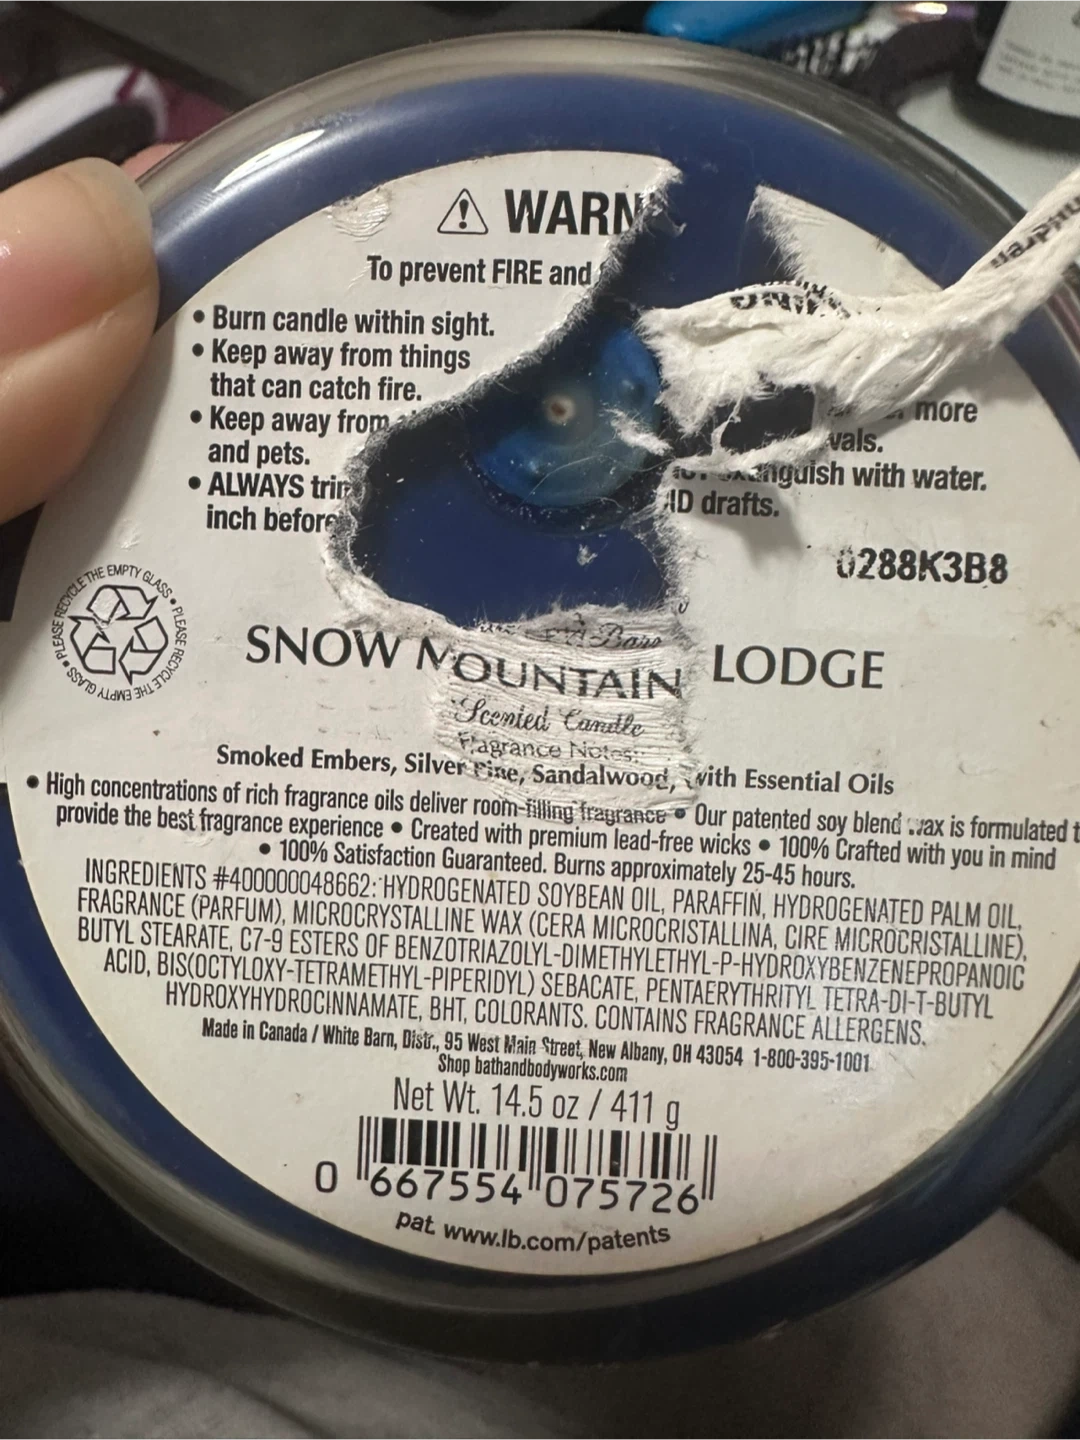 WARN
To prevent FIRE and
• Burn candle within sight.
• Keep away from things
that can catch fire.
• Keep away from
and pets.
• ALWAYS trim
inch before
more
vals.
extinguish with water.
ID drafts.
0288K3B8
PLEASE RECYCLE THE EMPTY GLASS • PLEASE RECYCLE THE EMPTY GLASS •
SNOW MOUNTAIN LODGE
Scented Candle
Fragrance Notes:
Smoked Embers, Silver Pine, Sandalwood, with Essential Oils
• High concentrations of rich fragrance oils deliver room-filling fragrance • Our patented soy blend wax is formulated t
provide the best fragrance experience • Created with premium lead-free wicks • 100% Crafted with you in mind
• 100% Satisfaction Guaranteed. Burns approximately 25-45 hours.
INGREDIENTS #400000048662: HYDROGENATED SOYBEAN OIL, PARAFFIN, HYDROGENATED PALM OIL,
FRAGRANCE (PARFUM), MICROCRYSTALLINE WAX (CERA MICROCRISTALLINA, CIRE MICROCRISTALLINE),
BUTYL STEARATE, C7-9 ESTERS OF BENZOTRIAZOLYL-DIMETHYLETHYL-P-HYDROXYBENZENEPROPANOIC
ACID, BIS(OCTYLOXY-TETRAMETHYL-PIPERIDYL) SEBACATE, PENTAERYTHRITYL TETRA-DI-T-BUTYL
HYDROXYHYDROCINNAMATE, BHT, COLORANTS. CONTAINS FRAGRANCE ALLERGENS.
Made in Canada / White Barn, Distr., 95 West Main Street, New Albany, OH 43054 1-800-395-1001
Shop bathandbodyworks.com
Net Wt. 14.5 oz / 411 g
0 667554 075726
pat. www.lb.com/patents